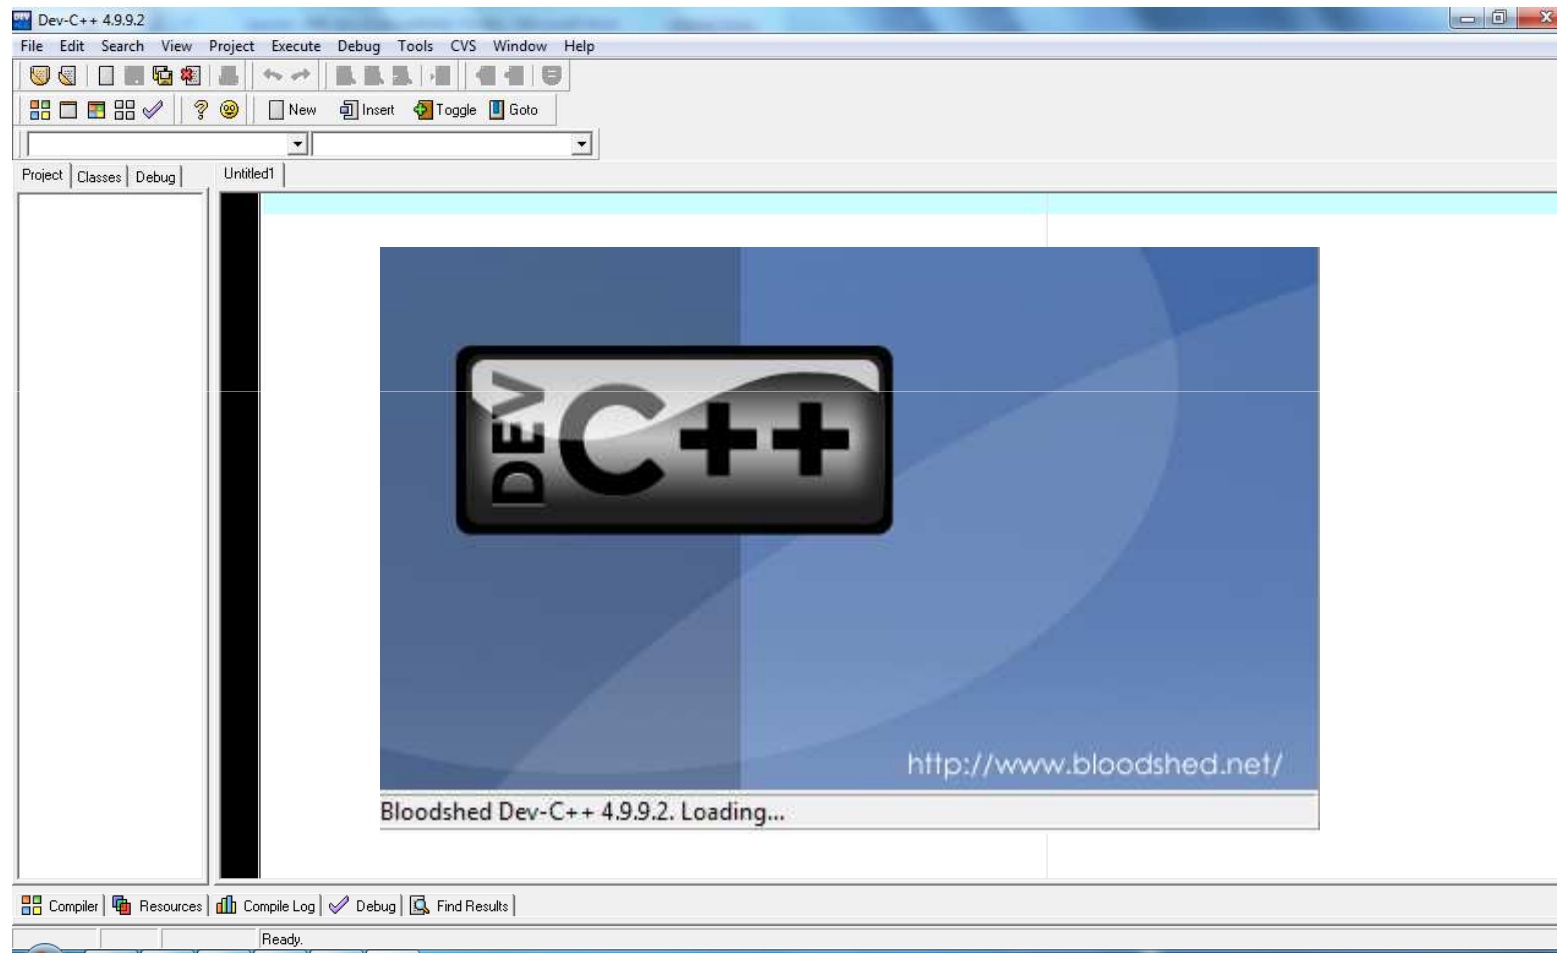 Dev-C++ 4.9.9.2
File Edit Search View Project Execute Debug Tools CVS Window Help
New Insert Toggle Goto
Project Classes Debug Untitled1
DEV C++
http://www.bloodshed.net/
Bloodshed Dev-C++ 4.9.9.2. Loading...
Compiler Resources Compile Log Debug Find Results
Ready.